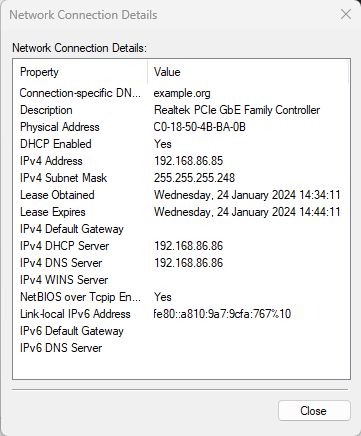 Network Connection Details
Network Connection Details:
Property Value
Connection-specific DN... example.org
Description Realtek PCIe GbE Family Controller
Physical Address C0-18-50-4B-BA-0B
DHCP Enabled Yes
IPv4 Address 192.168.86.85
IPv4 Subnet Mask 255.255.255.248
Lease Obtained Wednesday, 24 January 2024 14:34:11
Lease Expires Wednesday, 24 January 2024 14:44:11
IPv4 Default Gateway
IPv4 DHCP Server 192.168.86.86
IPv4 DNS Server 192.168.86.86
IPv4 WINS Server
NetBIOS over Tcpip En... Yes
Link-local IPv6 Address fe80::a810:9a7:9cfa:767%10
IPv6 Default Gateway
IPv6 DNS Server
Close